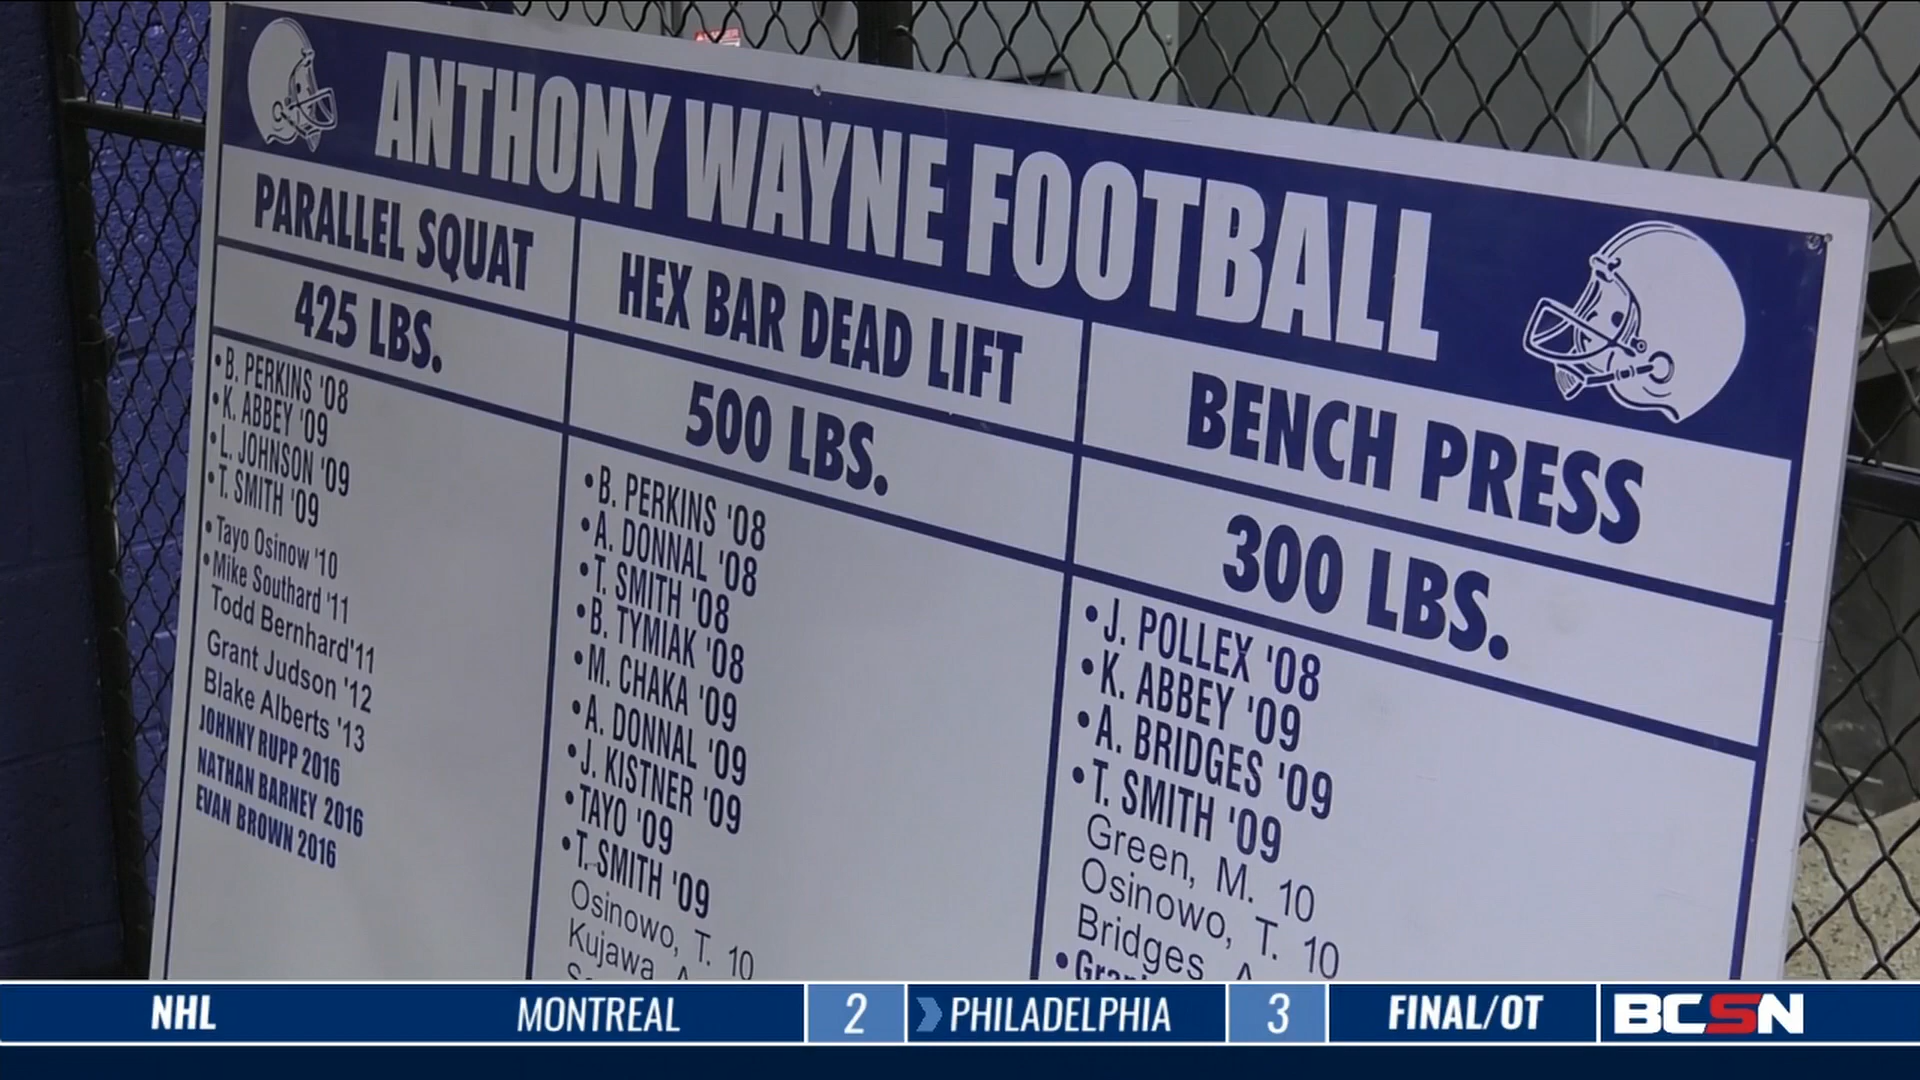 ANTHONY WAYNE FOOTBALL
PARALLEL SQUAT
425 LBS.
• B. PERKINS '08
• K. ABBEY '09
• L. JOHNSON '09
• T. SMITH '09
• Tayo Osinow '10
• Mike Southard '11
Todd Bernhard'11
Grant Judson '12
Blake Alberts '13
JOHNNY RUPP 2016
NATHAN BARNEY 2016
EVAN BROWN 2016
HEX BAR DEAD LIFT
500 LBS.
• B. PERKINS '08
• A. DONNAL '08
• T. SMITH '08
• B. TYMIAK '08
• M. CHAKA '09
• A. DONNAL '09
• J. KISTNER '09
• TAYO '09
• T. SMITH '09
Osinowo, T. 10
Kujawa
BENCH PRESS
300 LBS.
• J. POLLEX '08
• K. ABBEY '09
• A. BRIDGES '09
• T. SMITH '09
Green, M. 10
Osinowo, T. 10
Bridges
NHL MONTREAL 2 PHILADELPHIA 3 FINAL/OT BCSN